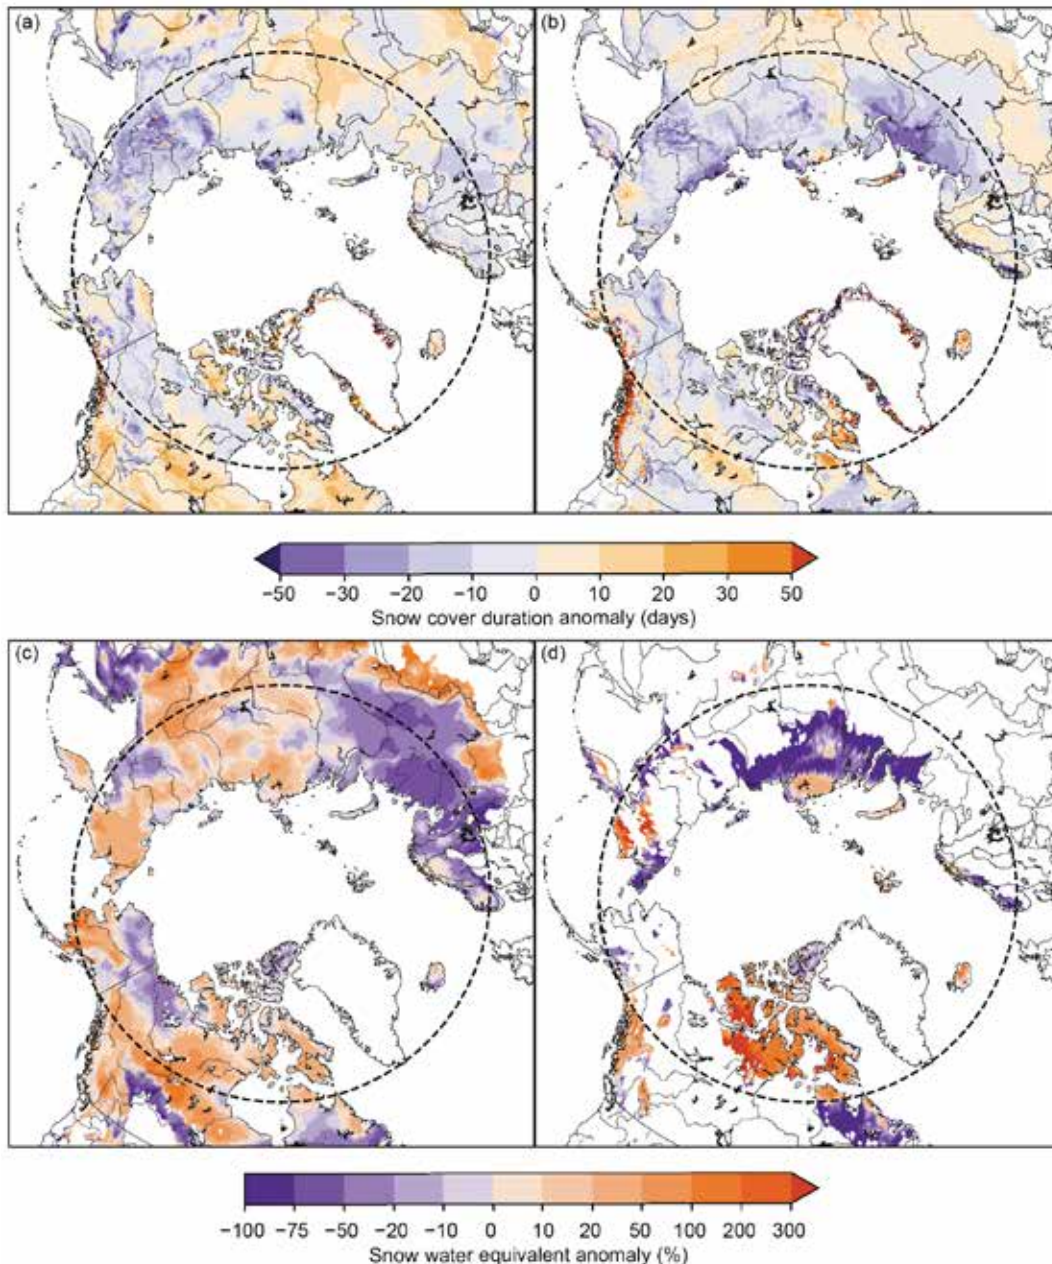 (a)
(b)
−50 −30 −20 −10 0 10 20 30 50
Snow cover duration anomaly (days)
(c)
(d)
−100 −75 −50 −10 0 10 20 50 100 200 300
Snow water equivalent anomaly (%)